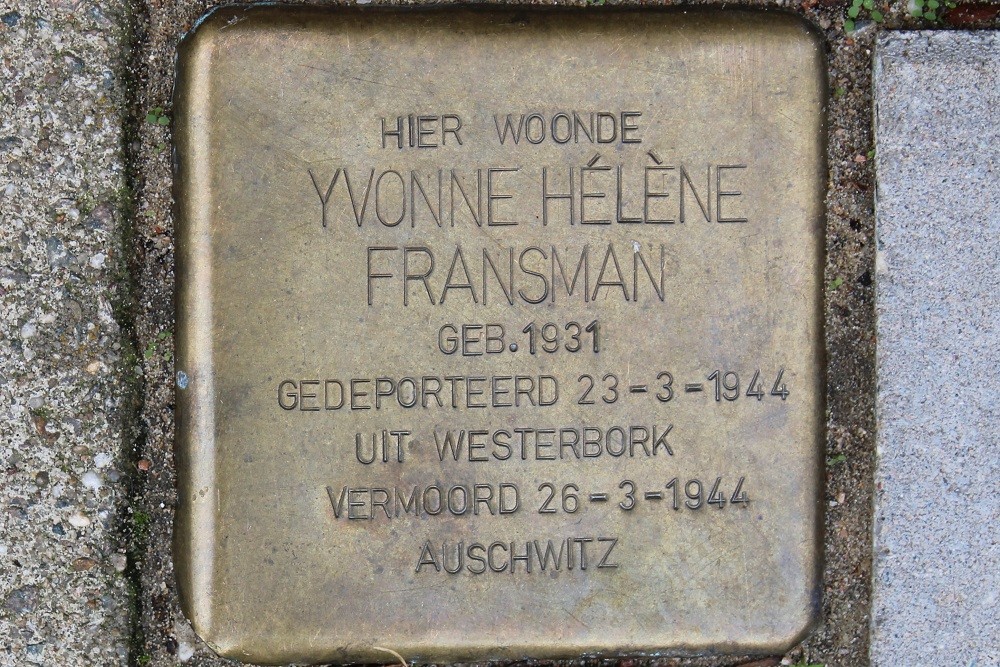 HIER WOONDE
YVONNE HÉLÈNE
FRANSMAN
GEB. 1931
GEDEPORTEERD 23-3-1944
UIT WESTERBORK
VERMOORD 26-3-1944
AUSCHWITZ